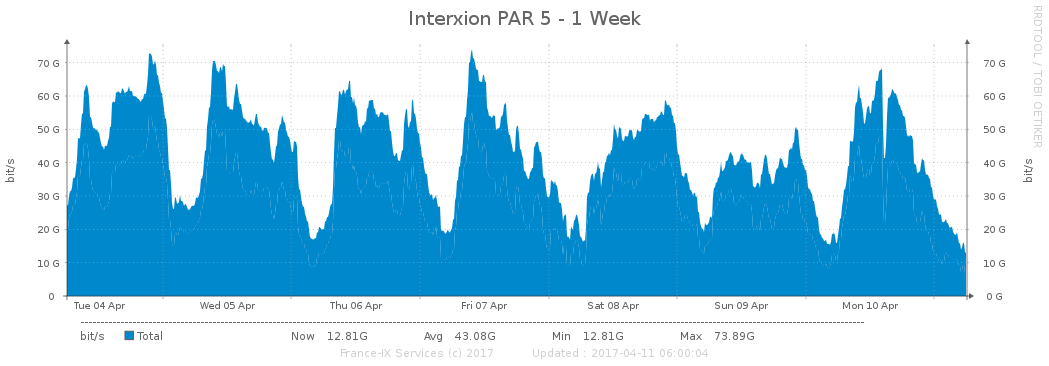 Interxion PAR 5 - 1 Week
RRDTOOL / TOBI OETIKER
bit/s
70 G
60 G
50 G
40 G
30 G
20 G
10 G
0
70 G
60 G
50 G
40 G
30 G
20 G
10 G
0 G
bit/s
Tue 04 Apr Wed 05 Apr Thu 06 Apr Fri 07 Apr Sat 08 Apr Sun 09 Apr Mon 10 Apr
bit/s Total Now 12.81G Avg 43.08G Min 12.81G Max 73.89G
France-IX Services (c) 2017 Updated : 2017-04-11 06:00:04